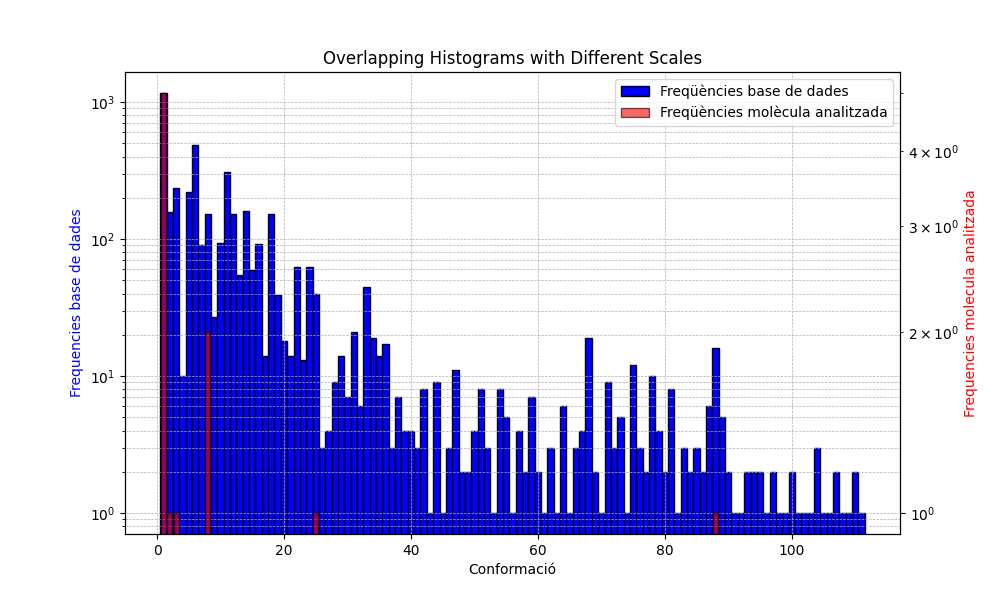 Overlapping Histograms with Different Scales
Freqüències base de dades
Freqüències molècula analitzada
Frequencies base de dades
10³
10²
10¹
10⁰
4 × 10⁰
3 × 10⁰
2 × 10⁰
10⁰
Frequencies molecula analitzada
0 20 40 60 80 100
Conformació